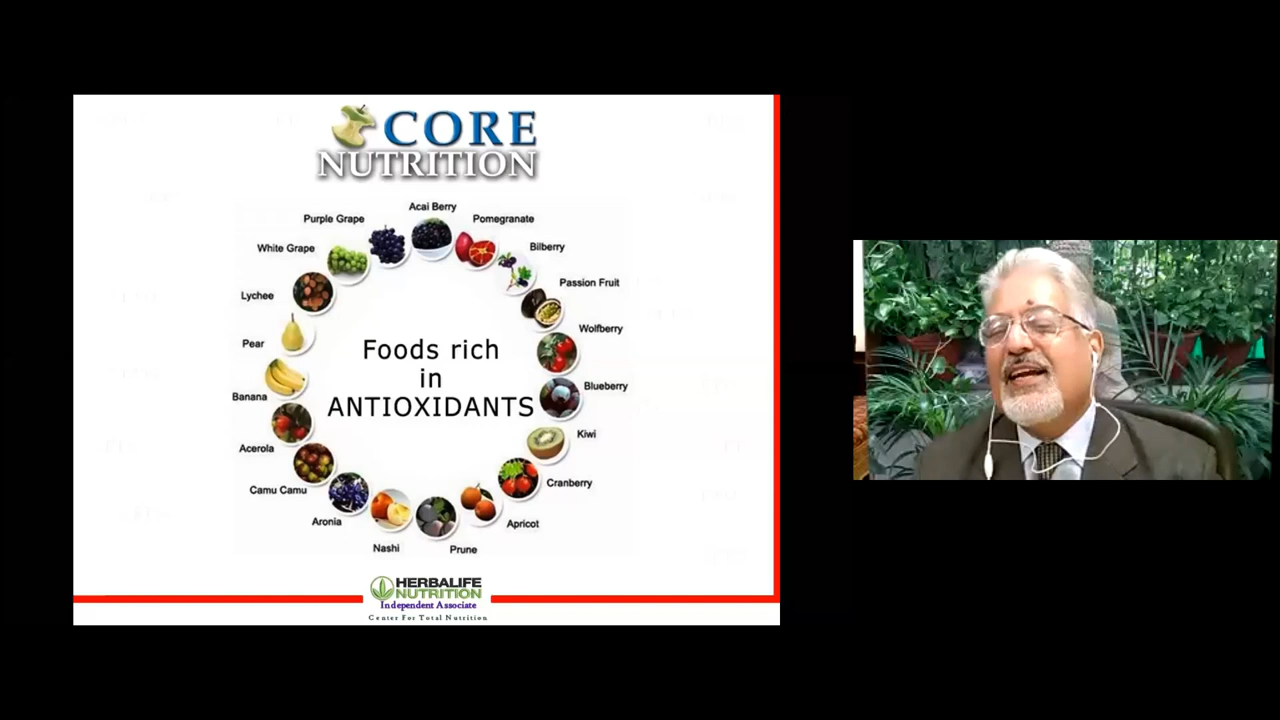 CORE
NUTRITION
Acai Berry
Purple Grape
Pomegranate
White Grape
Bilberry
Passion Fruit
Lychee
Wolfberry
Pear
Foods rich
in
ANTIOXIDANTS
Blueberry
Banana
Kiwi
Acerola
Cranberry
Camu Camu
Aronia
Apricot
Nashi
Prune
HERBALIFE
NUTRITION
Independent Associate
Center For Total Nutrition